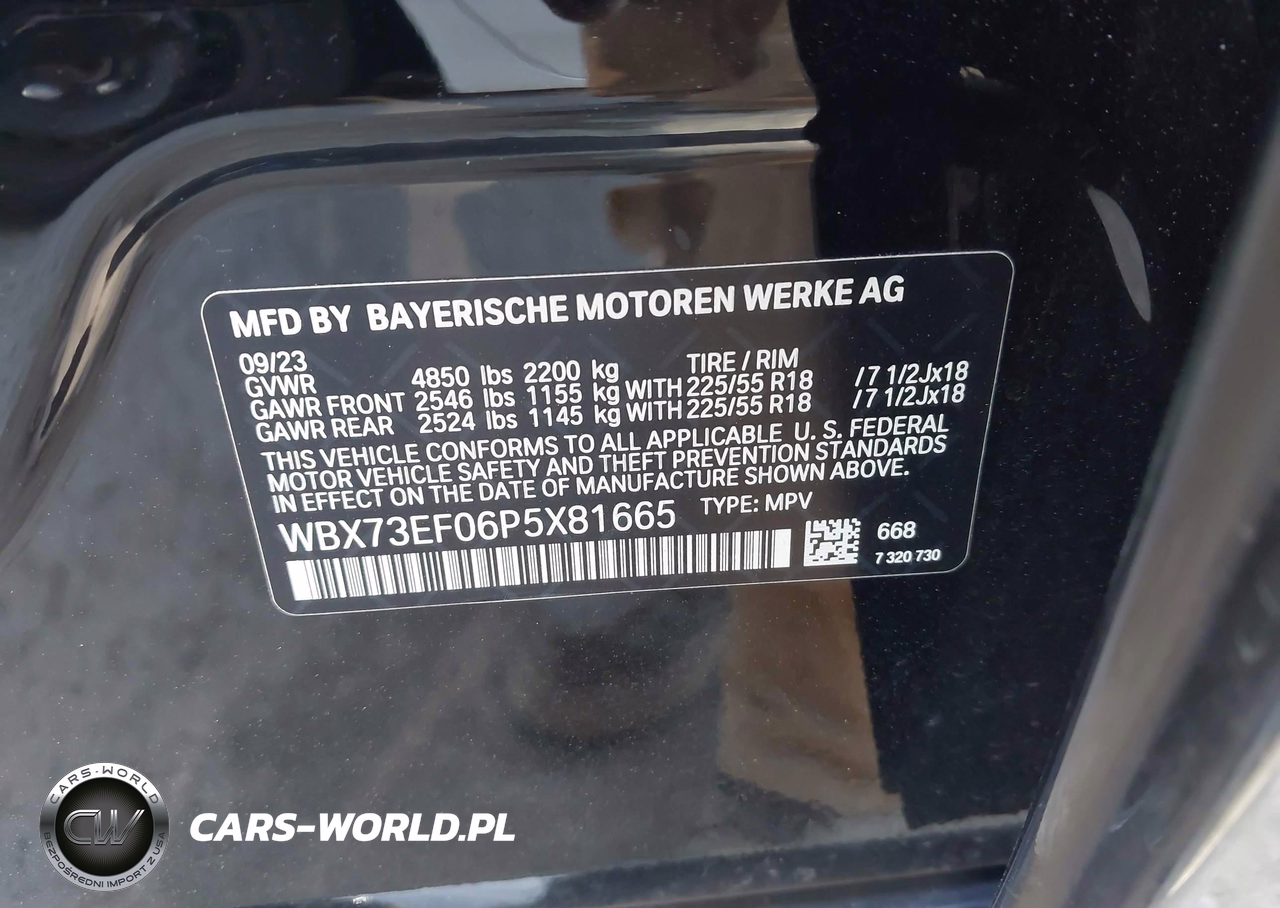 MFD BY BAYERISCHE MOTOREN WERKE AG
09/23 TIRE / RIM
GVWR 4850 lbs 2200 kg
GAWR FRONT 2546 lbs 1155 kg WITH 225/55 R18 /7 1/2Jx18
GAWR REAR 2524 lbs 1145 kg WITH 225/55 R18 /7 1/2Jx18
THIS VEHICLE CONFORMS TO ALL APPLICABLE U. S. FEDERAL
MOTOR VEHICLE SAFETY AND THEFT PREVENTION STANDARDS
IN EFFECT ON THE DATE OF MANUFACTURE SHOWN ABOVE.
WBX73EF06P5X81665 TYPE: MPV
668
7 320 730
CARS-WORLD
CW
BEZPOŚREDNI IMPORT Z USA
CARS-WORLD.PL